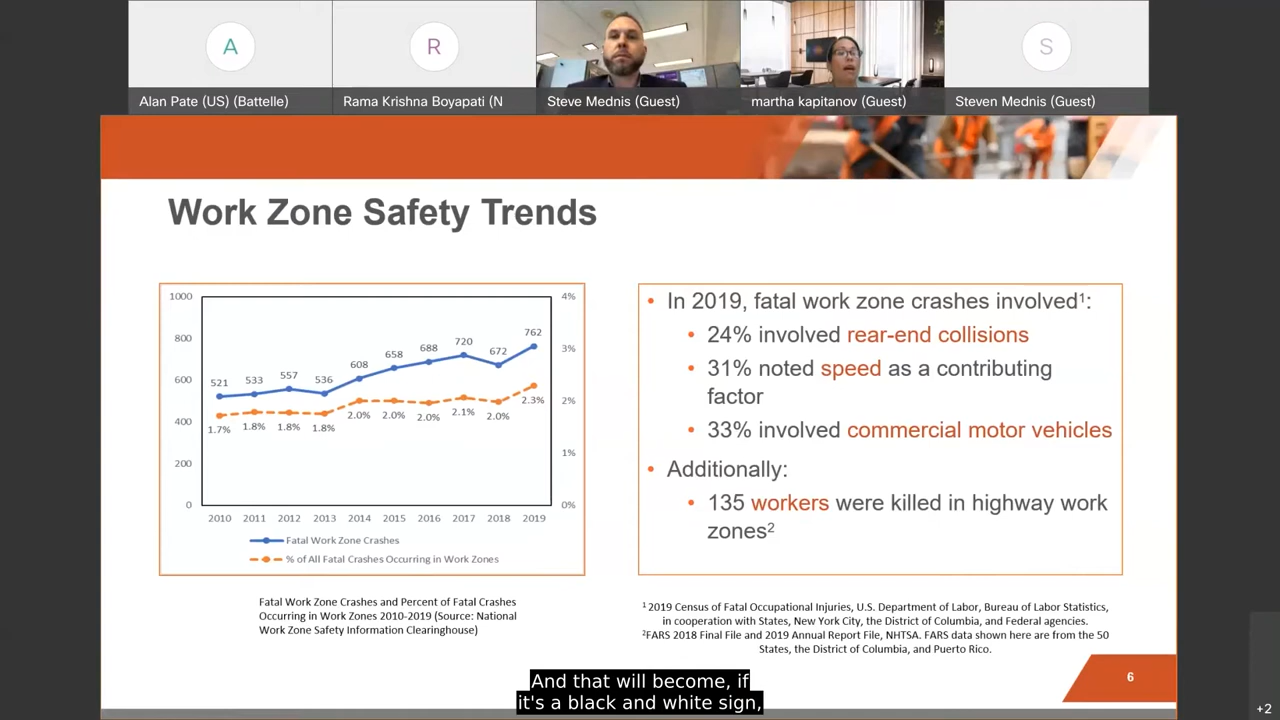 A
R
S
Alan Pate (US) (Battelle)
Rama Krishna Boyapati (N
Steve Mednis (Guest)
martha kapitanov (Guest)
Steven Mednis (Guest)
Work Zone Safety Trends
1000
800
600
400
200
0
4%
3%
2%
1%
0%
521
533
557
536
608
658
688
720
672
762
1.7%
1.8%
1.8%
1.8%
2.0%
2.0%
2.0%
2.1%
2.0%
2.3%
2010 2011 2012 2013 2014 2015 2016 2017 2018 2019
Fatal Work Zone Crashes
% of All Fatal Crashes Occurring in Work Zones
Fatal Work Zone Crashes and Percent of Fatal Crashes
Occurring in Work Zones 2010-2019 (Source: National
Work Zone Safety Information Clearinghouse)
• In 2019, fatal work zone crashes involved¹:
• 24% involved rear-end collisions
• 31% noted speed as a contributing
factor
• 33% involved commercial motor vehicles
• Additionally:
• 135 workers were killed in highway work
zones²
¹ 2019 Census of Fatal Occupational Injuries, U.S. Department of Labor, Bureau of Labor Statistics,
in cooperation with States, New York City, the District of Columbia, and Federal agencies.
²FARS 2018 Final File and 2019 Annual Report File, NHTSA. FARS data shown here are from the 50
States, the District of Columbia, and Puerto Rico.
6
And that will become, if
it's a black and white sign,
+2